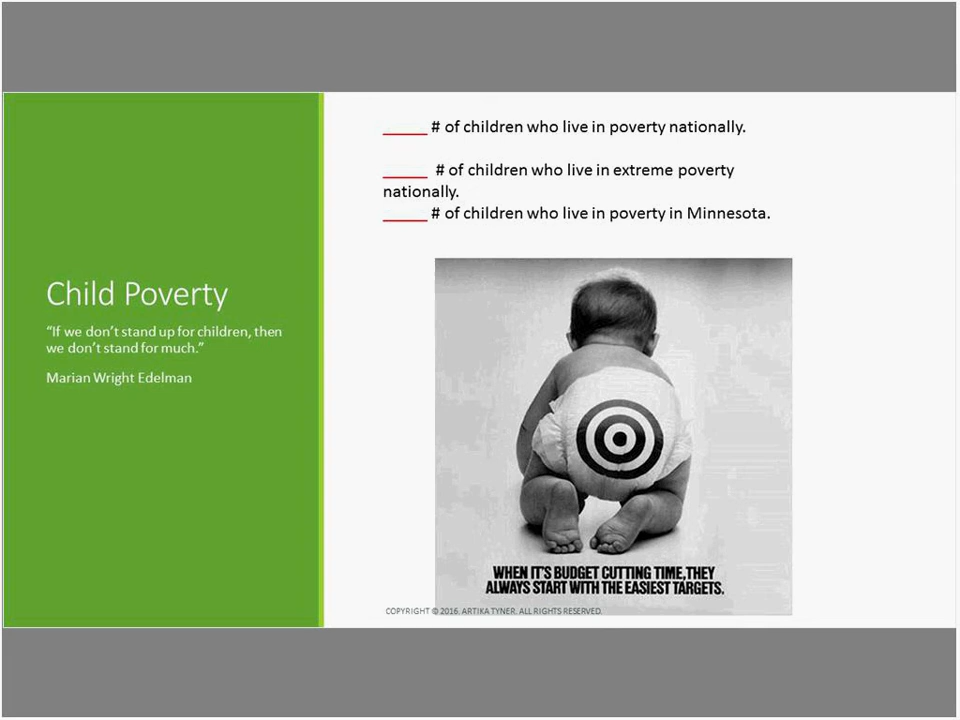 Child Poverty
“If we don’t stand up for children, then
we don’t stand for much.”
Marian Wright Edelman
_____ # of children who live in poverty nationally.
_____ # of children who live in extreme poverty
nationally.
_____ # of children who live in poverty in Minnesota.
WHEN IT'S BUDGET CUTTING TIME, THEY
ALWAYS START WITH THE EASIEST TARGETS.
COPYRIGHT © 2016. ARTIKA TYNER. ALL RIGHTS RESERVED.